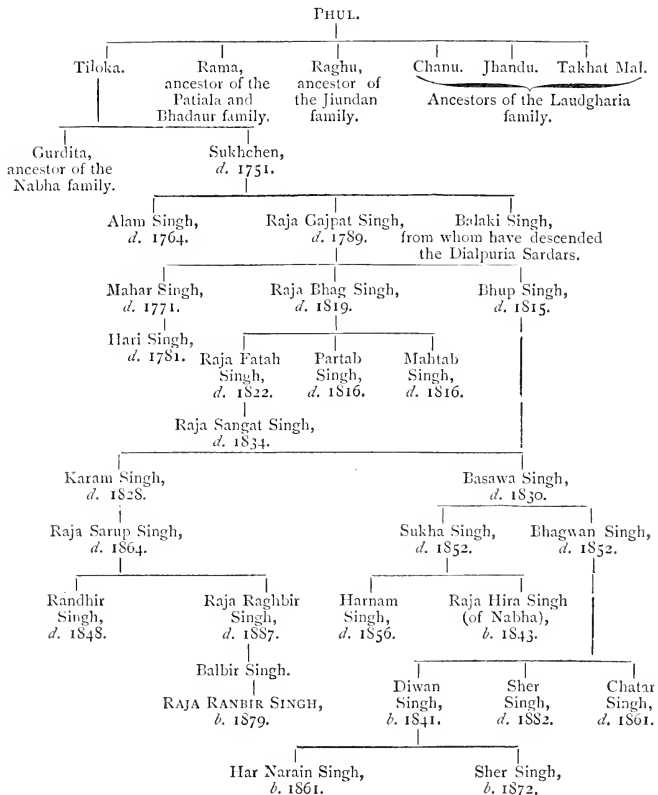 PHUL.
Tiloka. Rama, Raghu, Chanu. Jhandu. Takhat Mal.
ancestor of the ancestor of
Patiala and the Jiundan Ancestors of the Laudgharia
Bhadaur family. family. family.
Gurdita, Sukhchen,
ancestor of the d. 1751.
Nabha family.
Alam Singh, Raja Gajpat Singh, Balaki Singh,
d. 1764. d. 1789. from whom have descended
the Dialpuria Sardars.
Mahar Singh, Raja Bhag Singh, Bhup Singh,
d. 1771. d. 1819. d. 1815.
Hari Singh,
d. 1781. Raja Fatah Partab Mahtab
Singh, Singh, Singh,
d. 1822. d. 1816. d. 1816.
Raja Sangat Singh,
d. 1834.
Karam Singh, Basawa Singh,
d. 1828. d. 1830.
Raja Sarup Singh, Sukha Singh, Bhagwan Singh,
d. 1864. d. 1852. d. 1852.
Randhir Raja Raghbir Harnam Raja Hira Singh
Singh, Singh, Singh, (of Nabha),
d. 1848. d. 1887. d. 1856. b. 1843.
Balbir Singh. Diwan Sher Chatar
RAJA RANBIR SINGH, Singh, Singh, Singh,
b. 1879. b. 1841. d. 1882. d. 1861.
Har Narain Singh, Sher Singh,
b. 1861. b. 1872.